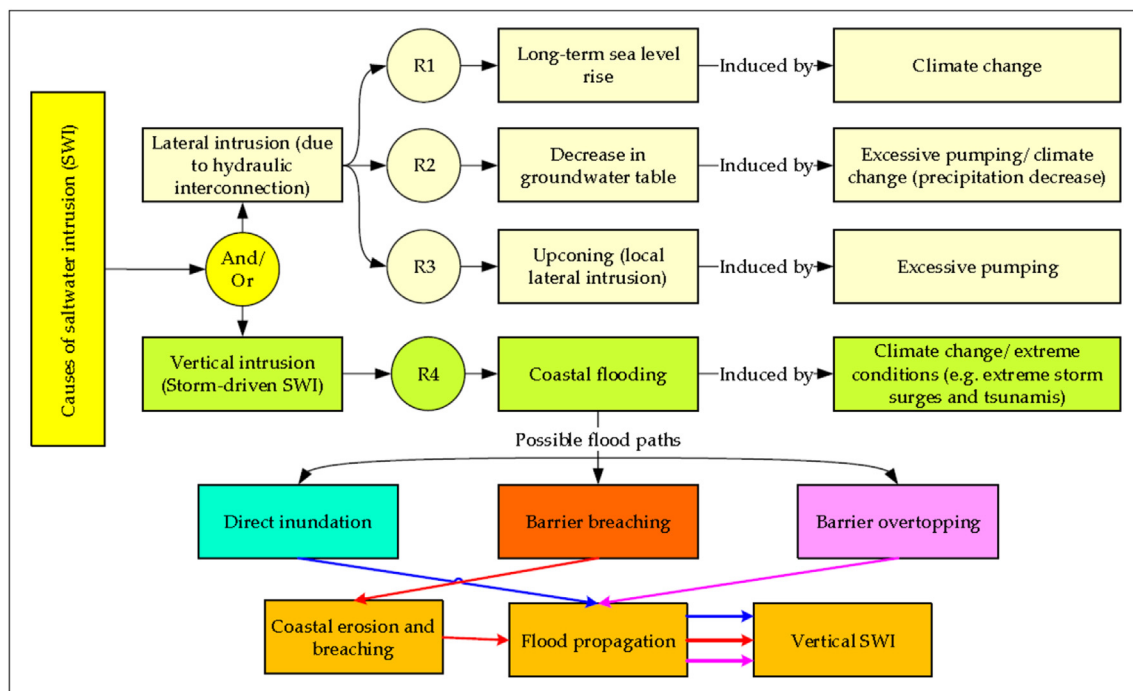 Causes of saltwater intrusion (SWI)
Lateral intrusion (due
to hydraulic
interconnection)
And/
Or
Vertical intrusion
(Storm-driven SWI)
R1
Long-term sea level
rise
Induced by
Climate change
R2
Decrease in
groundwater table
Induced by
Excessive pumping/ climate
change (precipitation decrease)
R3
Upconing (local
lateral intrusion)
Induced by
Excessive pumping
R4
Coastal flooding
Induced by
Climate change/ extreme
conditions (e.g. extreme storm
surges and tsunamis)
Possible flood paths
Direct inundation
Barrier breaching
Barrier overtopping
Coastal erosion and
breaching
Flood propagation
Vertical SWI